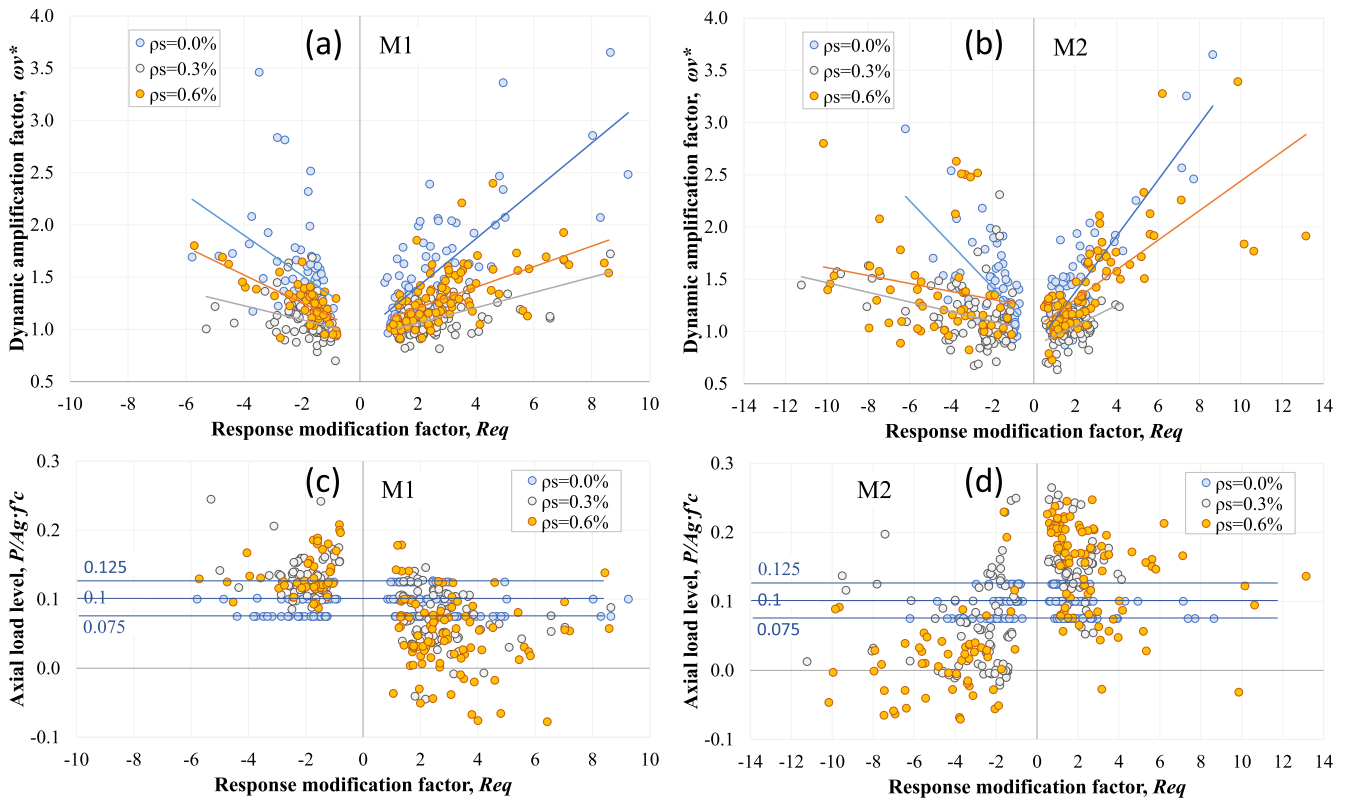 4.0
3.5
3.0
2.5
2.0
1.5
1.0
0.5
Dynamic amplification factor, ωv*
ρs=0.0%
ρs=0.3%
ρs=0.6%
(a) M1
-10 -8 -6 -4 -2 0 2 4 6 8 10
Response modification factor, Req
4.0
3.5
3.0
2.5
2.0
1.5
1.0
0.5
Dynamic amplification factor, ωv*
ρs=0.0%
ρs=0.3%
ρs=0.6%
(b) M2
-14 -12 -10 -8 -6 -4 -2 0 2 4 6 8 10 12 14
Response modification factor, Req
0.3
0.2
0.1
0.0
-0.1
Axial load level, P/Ag·f'c
(c) M1
ρs=0.0%
ρs=0.3%
ρs=0.6%
0.125
0.1
0.075
-10 -8 -6 -4 -2 0 2 4 6 8 10
Response modification factor, Req
0.3
0.2
0.1
0.0
-0.1
Axial load level, P/Ag·f'c
M2 (d)
ρs=0.0%
ρs=0.3%
ρs=0.6%
0.125
0.1
0.075
-14 -12 -10 -8 -6 -4 -2 0 2 4 6 8 10 12 14
Response modification factor, Req